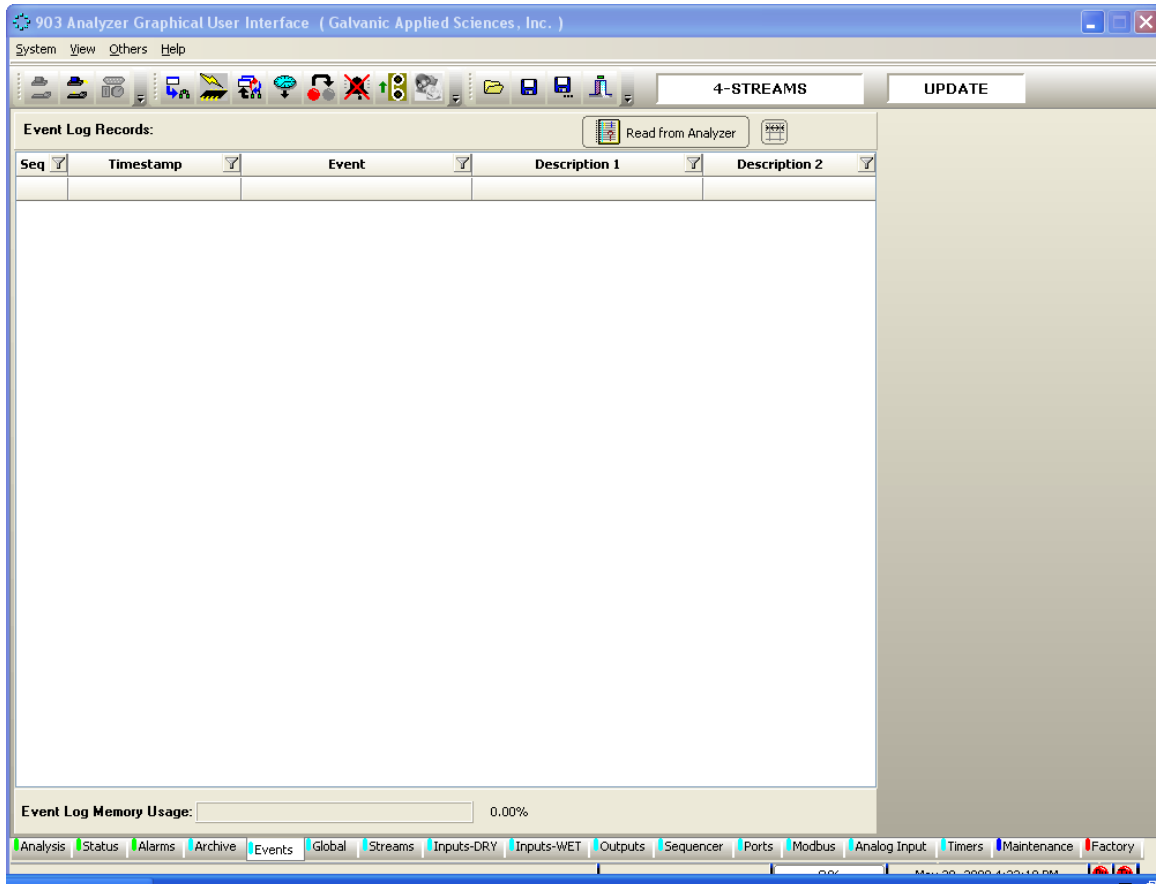 903 Analyzer Graphical User Interface ( Galvanic Applied Sciences, Inc. )
System View Others Help
4-STREAMS UPDATE
Event Log Records: Read from Analyzer
Seq Timestamp Event Description 1 Description 2
Event Log Memory Usage: 0.00%
Analysis Status Alarms Archive Events Global Streams Inputs-DRY Inputs-WET Outputs Sequencer Ports Modbus Analog Input Timers Maintenance Factory